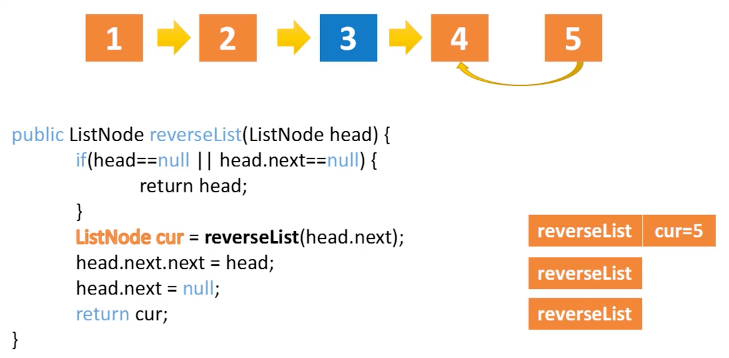 1 2 3 4 5
public ListNode reverseList(ListNode head) {
if(head==null || head.next==null) {
return head;
}
ListNode cur = reverseList(head.next);
head.next.next = head;
head.next = null;
return cur;
}
reverseList cur=5
reverseList
reverseList